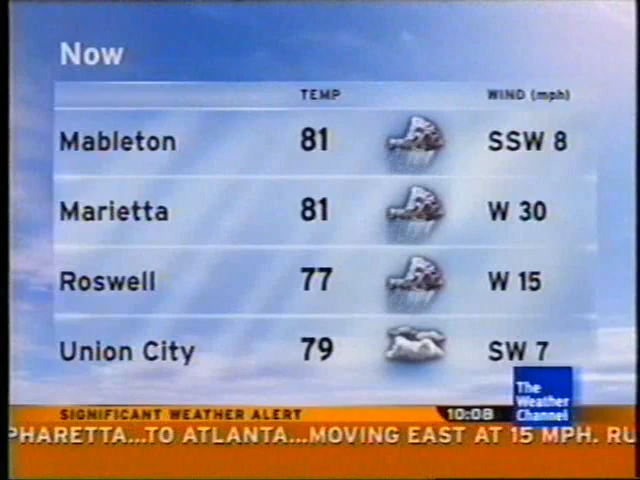 Now
TEMP WIND (mph)
Mableton 81 SSW 8
Marietta 81 W 30
Roswell 77 W 15
Union City 79 SW 7
The
Weather
Channel
SIGNIFICANT WEATHER ALERT 10:08
PHARETTA...TO ATLANTA...MOVING EAST AT 15 MPH. RU